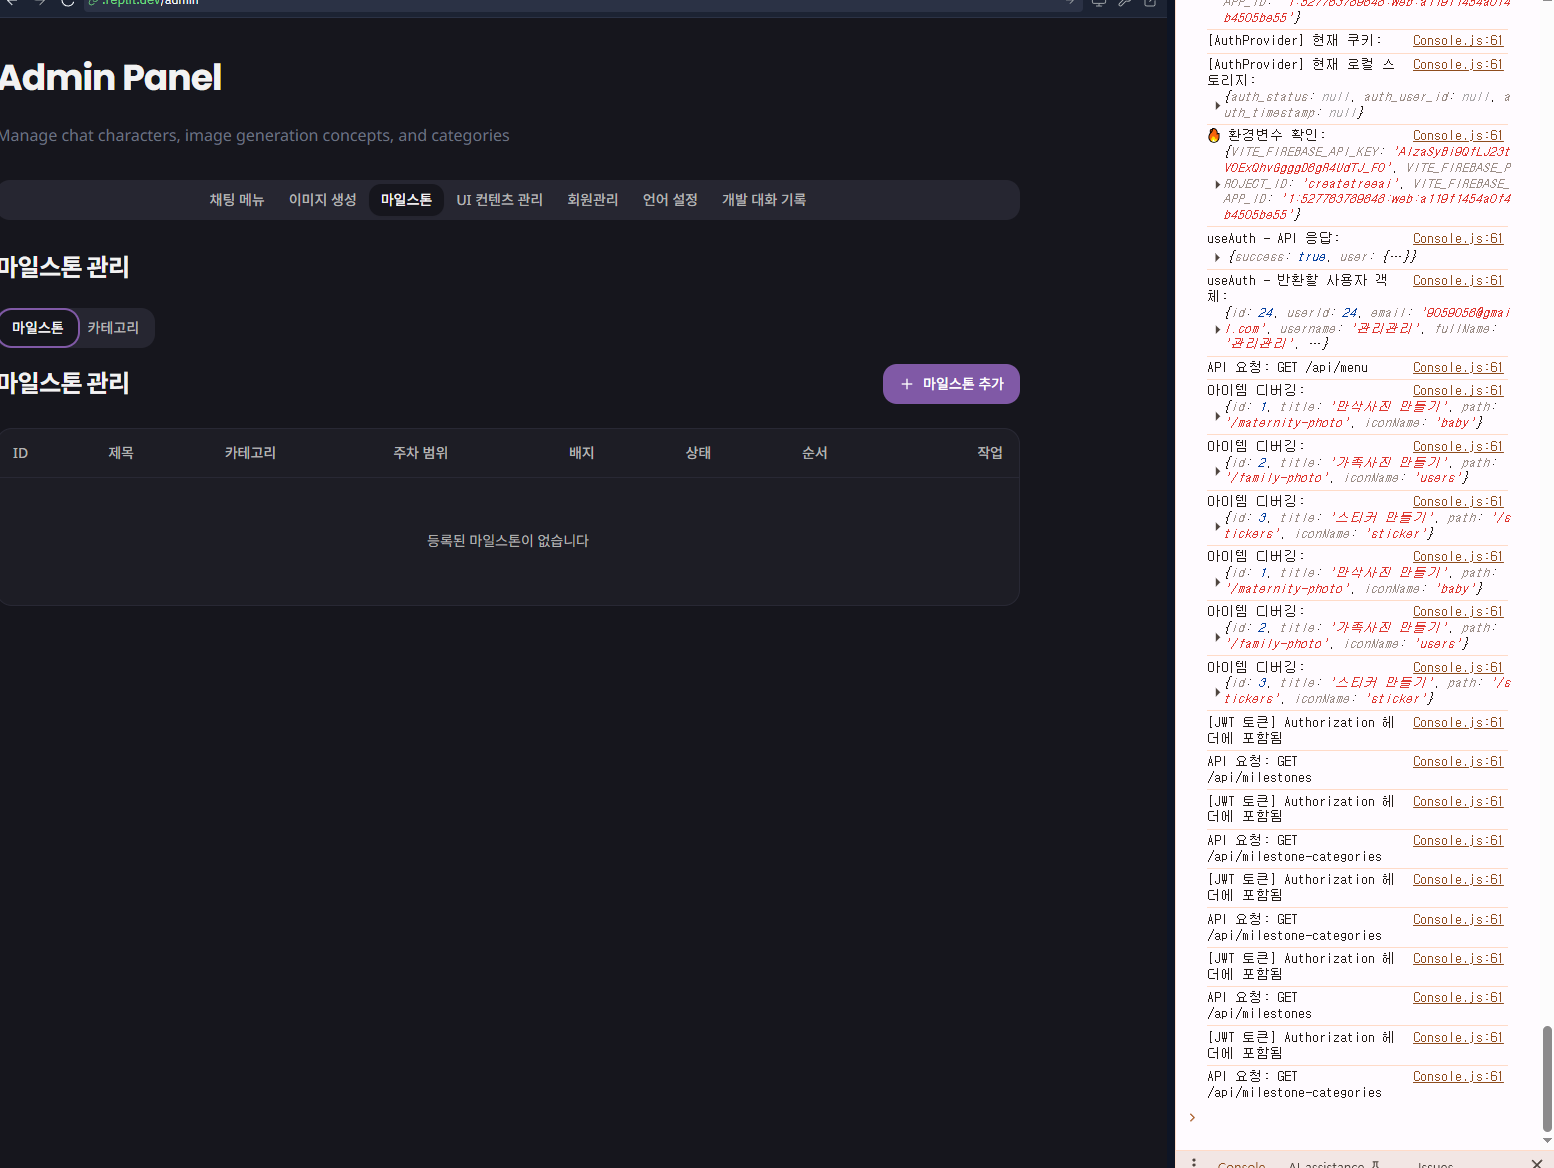 .replit.dev/admin
Admin Panel
Manage chat characters, image generation concepts, and categories
채팅 메뉴 이미지 생성 마일스톤 UI 컨텐츠 관리 회원관리 언어 설정 개발 대화 기록
마일스톤 관리
마일스톤 카테고리
마일스톤 관리
+ 마일스톤 추가
ID 제목 카테고리 주차 범위 배지 상태 순서 작업
등록된 마일스톤이 없습니다
b4505be55'}
[AuthProvider] 현재 쿠키: Console.js:61
[AuthProvider] 현재 로컬 스 Console.js:61
토리지:
{auth_status: null, auth_user_id: null, a
uth_timestamp: null}
🔥 환경변수 확인: Console.js:61
ROJECT_ID: 'createtreeai', VITE_FIREBASE_
b4505be55'}
useAuth - API 응답: Console.js:61
{success: true, user: {…}}
useAuth - 반환할 사용자 객 Console.js:61
체:
{id: 24, userId: 24, email: '9059056@gmai
l.com', username: '관리관리', fullName:
'관리관리', …}
API 요청: GET /api/menu Console.js:61
아이템 디버깅: Console.js:61
{id: 1, title: '만삭사진 만들기', path:
'/maternity-photo', iconName: 'baby'}
아이템 디버깅: Console.js:61
{id: 2, title: '가족사진 만들기', path:
'/family-photo', iconName: 'users'}
아이템 디버깅: Console.js:61
{id: 3, title: '스티커 만들기', path: '/s
tickers', iconName: 'sticker'}
아이템 디버깅: Console.js:61
{id: 1, title: '만삭사진 만들기', path:
'/maternity-photo', iconName: 'baby'}
아이템 디버깅: Console.js:61
{id: 2, title: '가족사진 만들기', path:
'/family-photo', iconName: 'users'}
아이템 디버깅: Console.js:61
{id: 3, title: '스티커 만들기', path: '/s
tickers', iconName: 'sticker'}
[JWT 토큰] Authorization 헤 Console.js:61
더에 포함됨
API 요청: GET Console.js:61
/api/milestones
[JWT 토큰] Authorization 헤 Console.js:61
더에 포함됨
API 요청: GET Console.js:61
/api/milestone-categories
[JWT 토큰] Authorization 헤 Console.js:61
더에 포함됨
API 요청: GET Console.js:61
/api/milestone-categories
[JWT 토큰] Authorization 헤 Console.js:61
더에 포함됨
API 요청: GET Console.js:61
/api/milestones
[JWT 토큰] Authorization 헤 Console.js:61
더에 포함됨
API 요청: GET Console.js:61
/api/milestone-categories
Console AI assistance Issues